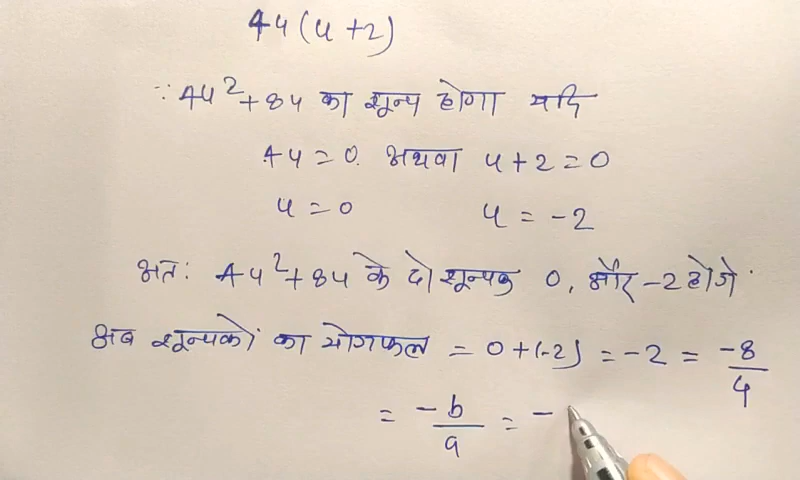 4u(u+2)
∵ 4u²+8u का शून्य होगा यदि
4u=0. अथवा u+2=0
u=0 u=-2
अतः 4u²+8u के दो शून्यक 0, और -2 होगे
अब शून्यकों का योगफल = 0+(-2) = -2 = -8/4
= -b/a = -